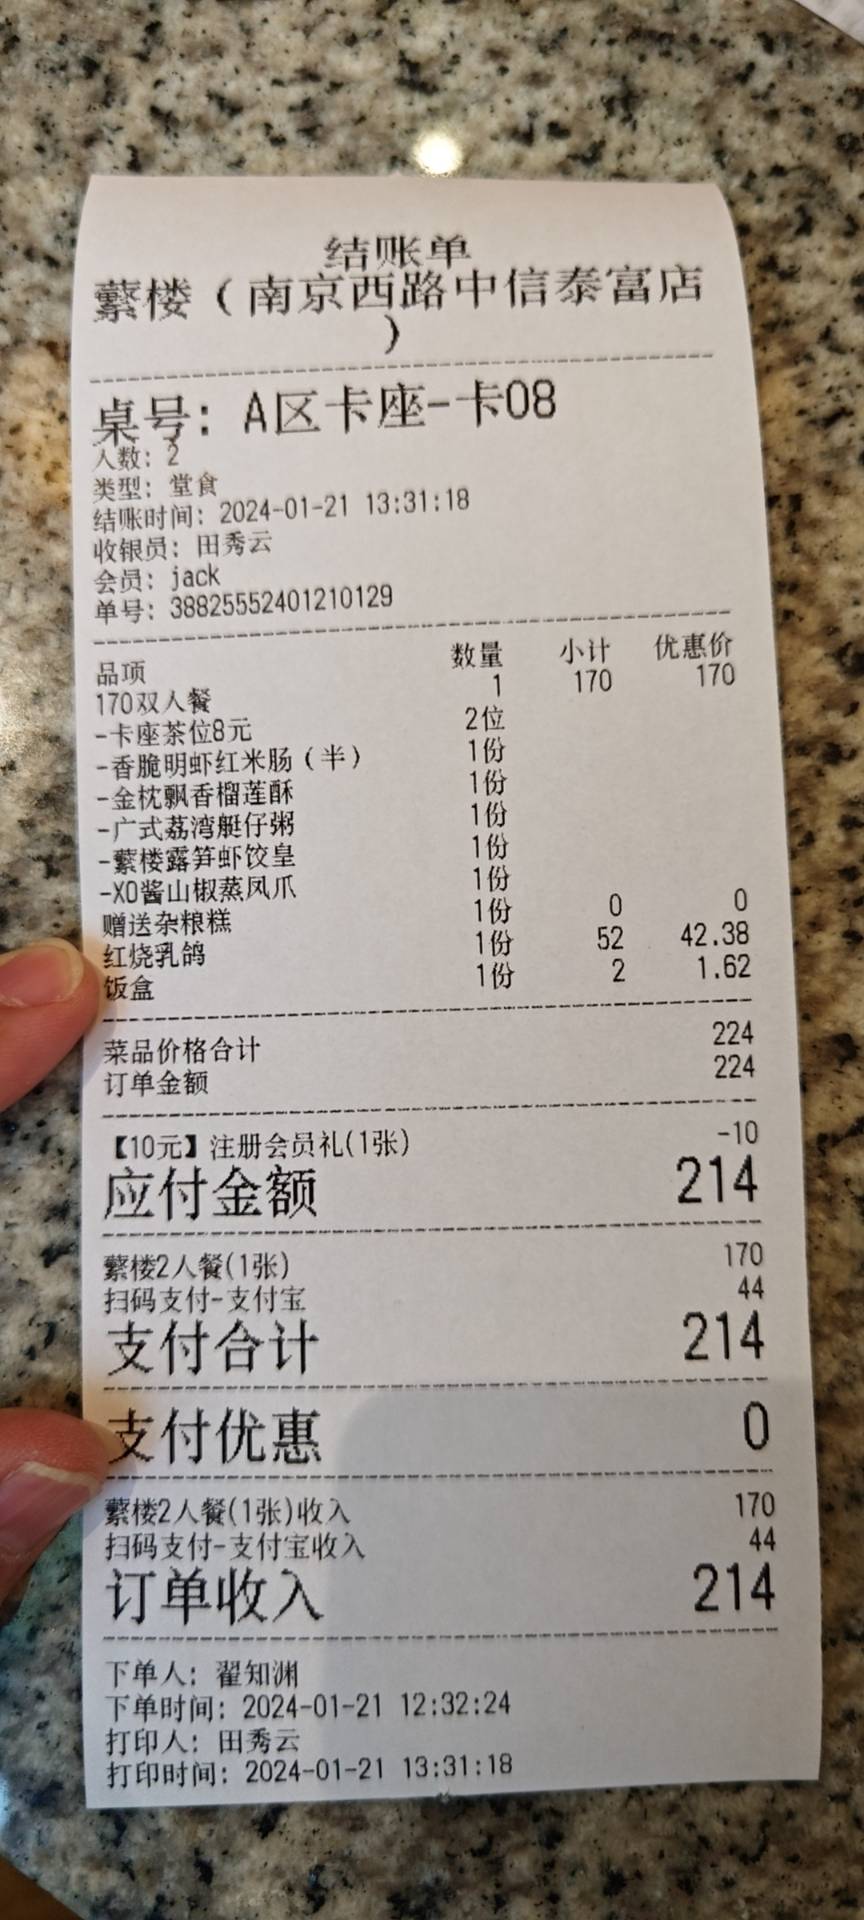 结账单
蘩楼（南京西路中信泰富店
）
桌号：A区卡座-卡08
人数：2
类型：堂食
结账时间：2024-01-21 13:31:18
收银员：田秀云
会员：jack
单号：38825552401210129
品项 数量 小计 优惠价
170双人餐 1 170 170
-卡座茶位8元 2位
-香脆明虾红米肠（半） 1份
-金枕飘香榴莲酥 1份
-广式荔湾艇仔粥 1份
-蘩楼露笋虾饺皇 1份
-XO酱山椒蒸凤爪 1份
赠送杂粮糕 1份 0 0
红烧乳鸽 1份 52 42.38
饭盒 1份 2 1.62
菜品价格合计 224
订单金额 224
【10元】注册会员礼(1张) -10
应付金额 214
蘩楼2人餐(1张) 170
扫码支付-支付宝 44
支付合计 214
支付优惠 0
蘩楼2人餐(1张)收入 170
扫码支付-支付宝收入 44
订单收入 214
下单人：翟知渊
下单时间：2024-01-21 12:32:24
打印人：田秀云
打印时间：2024-01-21 13:31:18